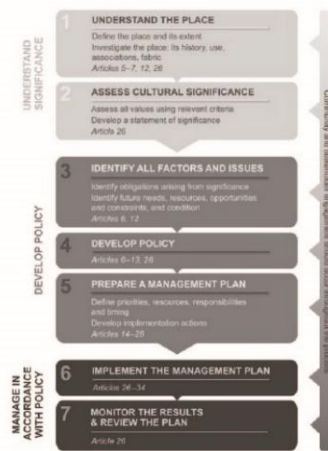 UNDERSTAND
SIGNIFICANCE
1
UNDERSTAND THE PLACE
Define the place and its extent
Investigate the place: its history, use,
associations, fabric
Articles 5–7, 12, 26
2
ASSESS CULTURAL SIGNIFICANCE
Assess all values using relevant criteria
Develop a statement of significance
Article 26
DEVELOP POLICY
3
IDENTIFY ALL FACTORS AND ISSUES
Identify obligations arising from significance
Identify future needs, resources, opportunities
and constraints, and condition
Articles 6, 12
4
DEVELOP POLICY
Articles 6–13, 26
5
PREPARE A MANAGEMENT PLAN
Define priorities, resources, responsibilities
and timing
Develop implementation actions
Articles 14–28
MANAGE IN
ACCORDANCE
WITH POLICY
6
IMPLEMENT THE MANAGEMENT PLAN
Articles 26–34
7
MONITOR THE RESULTS
& REVIEW THE PLAN
Article 26